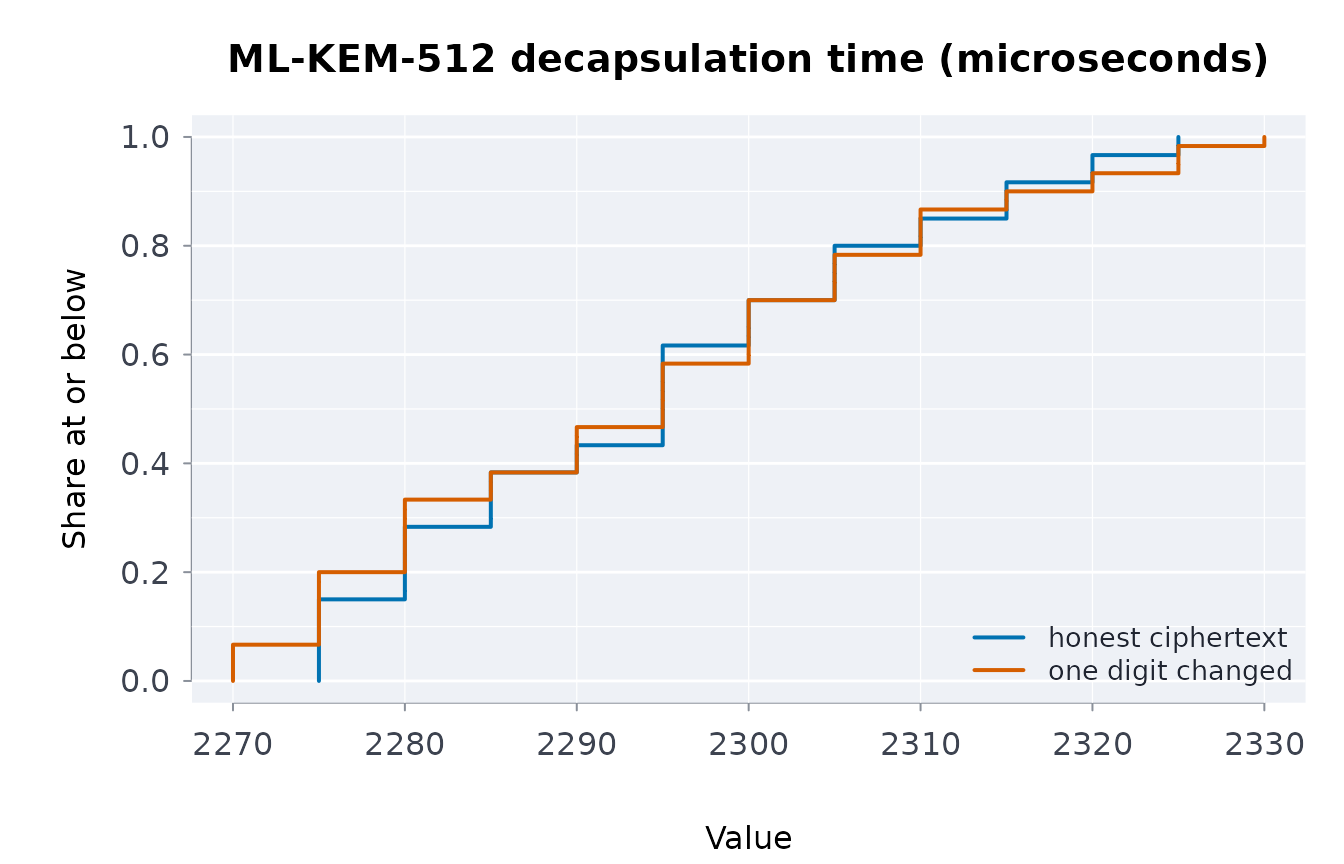 ML-KEM-512 decapsulation time (microseconds)
1.0
0.8
0.6
0.4
0.2
0.0
Share at or below
honest ciphertext
one digit changed
2270 2280 2290 2300 2310 2320 2330
Value